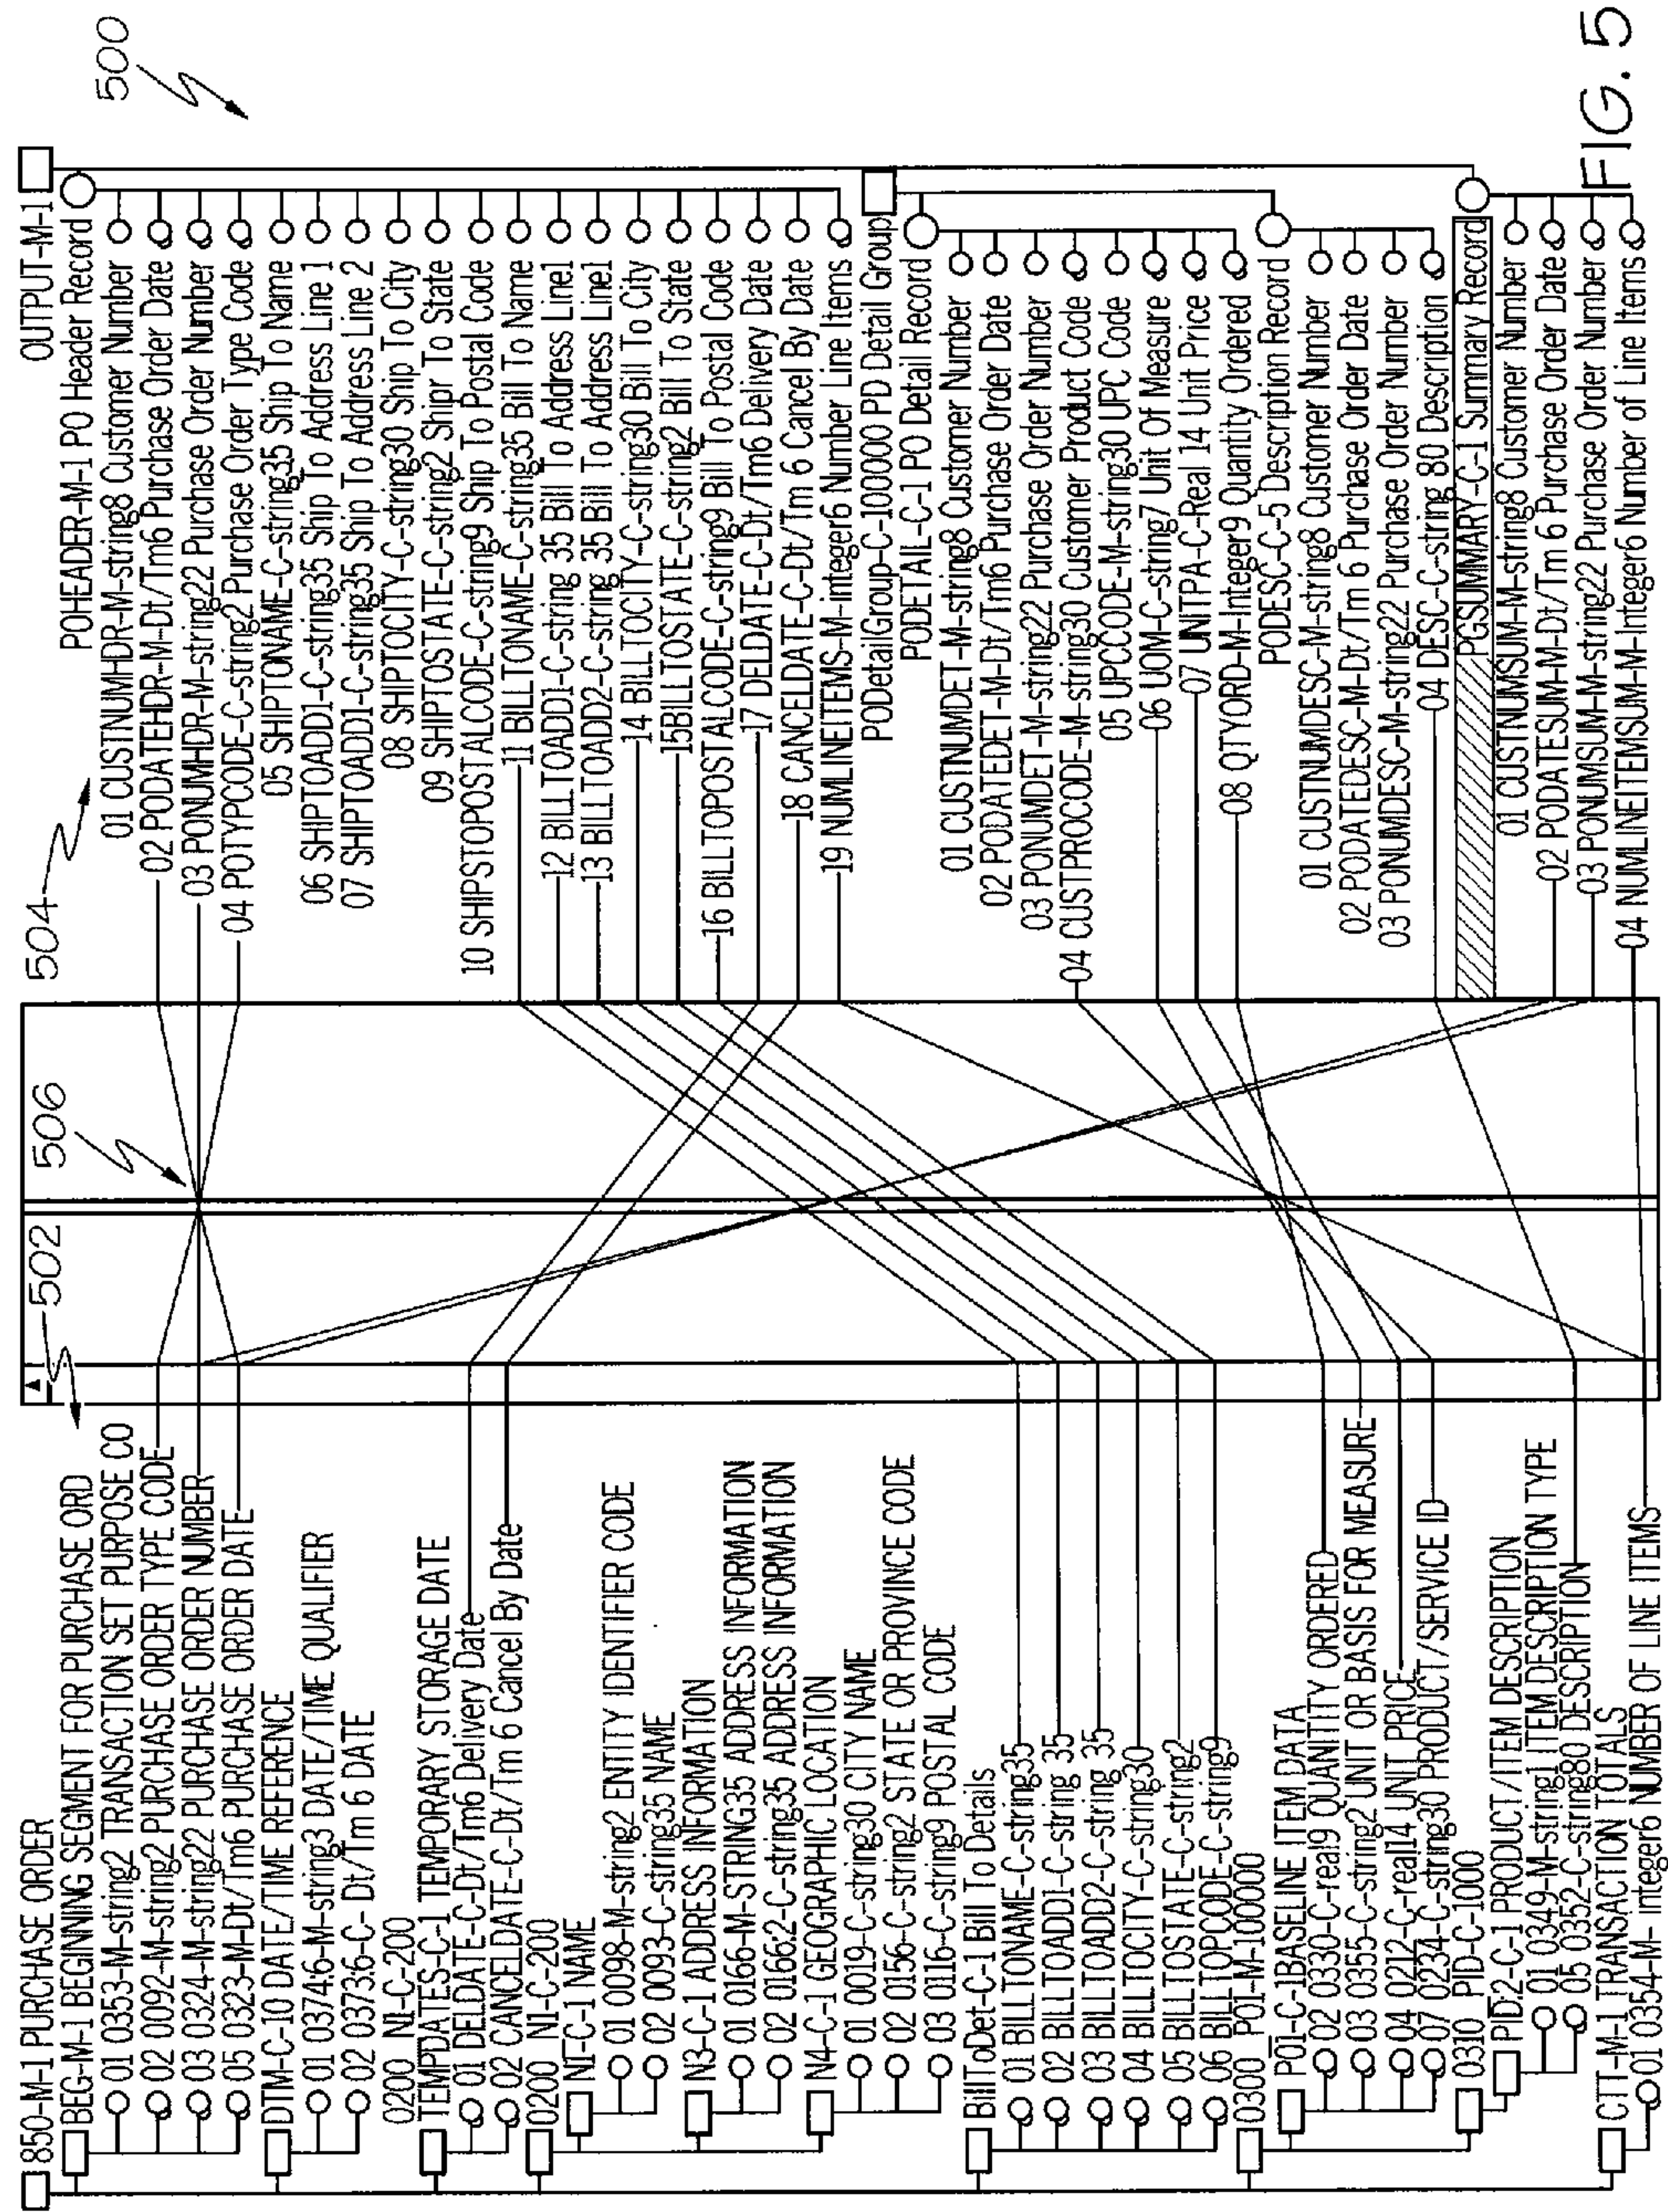 850-M-1 PURCHASE ORDER
BEG-M-1 BEGINNING SEGMENT FOR PURCHASE ORD
01 0353-M-string2 TRANSACTION SET PURPOSE CO
02 0092-M-string2 PURCHASE ORDER TYPE CODE
03 0324-M-string22 PURCHASE ORDER NUMBER
05 0323-M-Dt/Tm6 PURCHASE ORDER DATE
DTM-C-10 DATE/TIME REFERENCE
01 0374:6-M-string3 DATE/TIME QUALIFIER
02 0373:6-C- Dt/Tm 6 DATE
0200 N1-C-200
TEMPDATES-C-1 TEMPORARY STORAGE DATE
01 DELDATE-C-Dt/Tm6 Delivery Date
02 CANCELDATE-C-Dt/Tm 6 Cancel By Date
0200 N1-C-200
N1-C-1 NAME
01 0098-M-string2 ENTITY IDENTIFIER CODE
02 0093-C-string35 NAME
N3-C-1 ADDRESS INFORMATION
01 0166-M-STRING35 ADDRESS INFORMATION
02 0166:2-C-string35 ADDRESS INFORMATION
N4-C-1 GEOGRAPHIC LOCATION
01 0019-C-string30 CITY NAME
02 0156-C-string2 STATE OR PROVINCE CODE
03 0116-C-string9 POSTAL CODE
BillToDet-C-1 Bill To Details
01 BILLTONAME-C-string35
02 BILLTOADD1-C-string 35
03 BILLTOADD2-C-string 35
04 BILLTOCITY-C-string30
05 BILLTOSTATE-C-string2
06 BILLTOPCODE-C-string9
0300 P01-M-100000
P01-C-1BASELINE ITEM DATA
02 0330-C-real9 QUANTITY ORDERED
03 0355-C-string2 UNIT OR BASIS FOR MEASURE
04 0212-C-real14 UNIT PRICE
07 0234-C-string30 PRODUCT/SERVICE ID
0310 PID-C-1000
PID:2-C-1 PRODUCT/ITEM DESCRIPTION
01 0349-M-string1 ITEM DESCRIPTION TYPE
05 0352-C-string80 DESCRIPTION
CTT-M-1 TRANSACTION TOTALS
01 0354-M- integer6 NUMBER OF LINE ITEMS
502
506
504
500
OUTPUT-M-1
POHEADER-M-1 PO Header Record
01 CUSTNUMHDR-M-string8 Customer Number
02 PODATEHDR-M-Dt/Tm6 Purchase Order Date
03 PONUMHDR-M-string22 Purchase Order Number
04 POTYPCODE-C-string2 Purchase Order Type Code
05 SHIPTONAME-C-string35 Ship To Name
06 SHIPTOADD1-C-string35 Ship To Address Line 1
07 SHIPTOADD1-C-string35 Ship To Address Line 2
08 SHIPTOCITY-C-string30 Ship To City
09 SHIPTOSTATE-C-string2 Shipr To State
10 SHIPSTOPOSTALCODE-C-string9 Ship To Postal Code
11 BILLTONAME-C-string35 Bill To Name
12 BILLTOADD1-C-string 35 Bill To Address Line1
13 BILLTOADD2-C-string 35 Bill To Address Line1
14 BILLTOCITY-C-string30 Bill To City
15BILLTOSTATE-C-string2 Bill To State
16 BILLTOPOSTALCODE-C-string9 Bill To Postal Code
17 DELDATE-C-Dt/Tm6 Delivery Date
18 CANCELDATE-C-Dt/Tm 6 Cancel By Date
19 NUMLINEITEMS-M-integer6 Number Line Items
PODetailGroup-C-100000 PD Detail Group
PODETAIL-C-1 PO Detail Record
01 CUSTNUMDET-M-string8 Customer Number
02 PODATEDET-M-Dt/Tm6 Purchase Order Date
03 PONUMDET-M-string22 Purchase Order Number
04 CUSTPROCODE-M-string30 Customer Product Code
05 UPCCODE-M-string30 UPC Code
06 UOM-C-string7 Unit Of Measure
07 UNITPA-C-Real 14 Unit Price
08 QTYORD-M-Integer9 Quantity Ordered
PODESC-C-5 Description Record
01 CUSTNUMDESC-M-string8 Customer Number
02 PODATEDESC-M-Dt/Tm 6 Purchase Order Date
03 PONUMDESC-M-string22 Purchase Order Number
04 DESC-C-string 80 Description
PGSUMMARY-C-1 Summary Record
01 CUSTNUMSUM-M-string8 Customer Number
02 PODATESUM-M-Dt/Tm 6 Purchase Order Date
03 PONUMSUM-M-string22 Purchase Order Number
04 NUMLINEITEMSUM-M-Integer6 Number of Line Items
FIG. 5